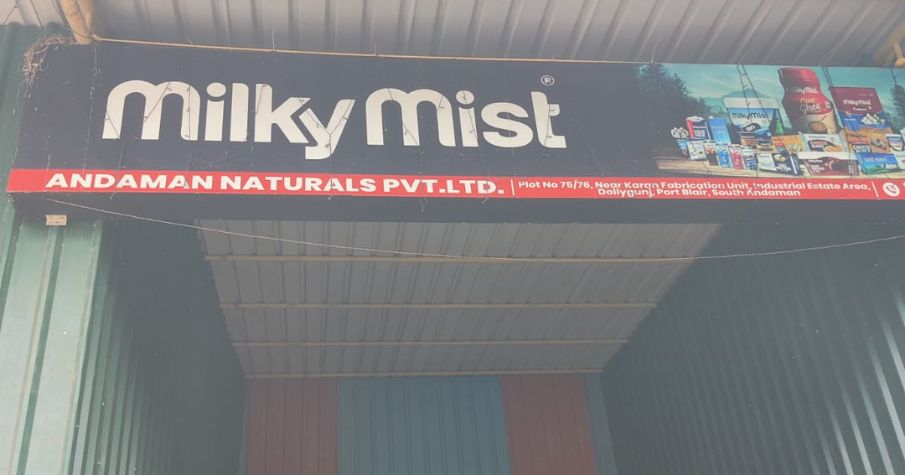 Milky Mist®
ANDAMAN NATURALS PVT.LTD.
Plot No 75/76, Near Karan Fabrication Unit, Industrial Estate Area,
Dollygunj, Port Blair, South Andaman